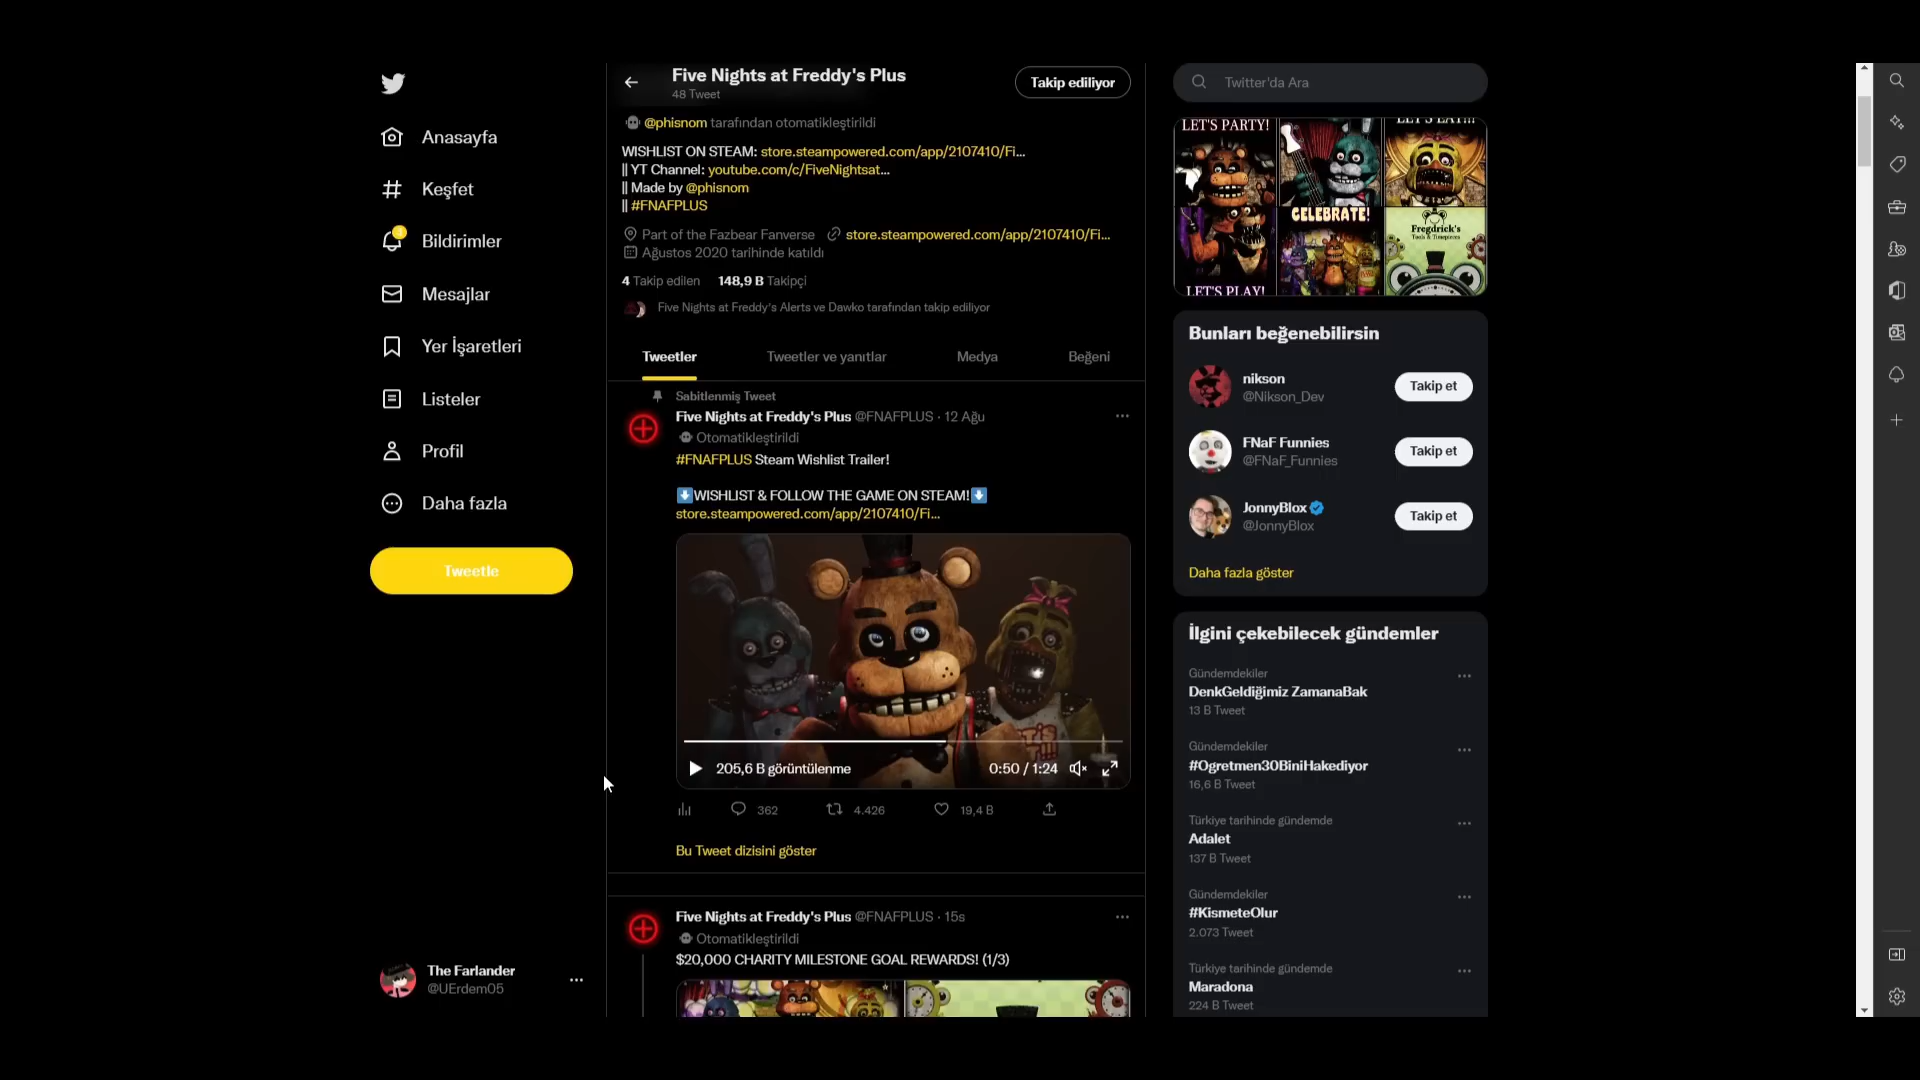 Anasayfa
Keşfet
3
Bildirimler
Mesajlar
Yer İşaretleri
Listeler
Profil
Daha fazla
Tweetle
The Farlander
@UErdem05
Five Nights at Freddy's Plus
48 Tweet
Takip ediliyor
@phisnom tarafından otomatikleştirildi
WISHLIST ON STEAM: store.steampowered.com/app/2107410/Fi...
|| YT Channel: youtube.com/c/FiveNightsat...
|| Made by @phisnom
|| #FNAFPLUS
Part of the Fazbear Fanverse store.steampowered.com/app/2107410/Fi...
Ağustos 2020 tarihinde katıldı
4 Takip edilen 148,9 B Takipçi
Five Nights at Freddy's Alerts ve Dawko tarafından takip ediliyor
Tweetler Tweetler ve yanıtlar Medya Beğeni
Sabitlenmiş Tweet
Five Nights at Freddy's Plus @FNAFPLUS · 12 Ağu
Otomatikleştirildi
#FNAFPLUS Steam Wishlist Trailer!
WISHLIST & FOLLOW THE GAME ON STEAM!
store.steampowered.com/app/2107410/Fi...
205,6 B görüntülenme 0:50 / 1:24
362 4.426 19,4 B
Bu Tweet dizisini göster
Five Nights at Freddy's Plus @FNAFPLUS · 15s
Otomatikleştirildi
$20,000 CHARITY MILESTONE GOAL REWARDS! (1/3)
Twitter'da Ara
LET'S PARTY!
LET'S EAT!!!
CELEBRATE!
Fregdrick's
LET'S PLAY!
Bunları beğenebilirsin
nikson
@Nikson_Dev
Takip et
FNaF Funnies
@FNaF_Funnies
Takip et
JonnyBlox
@JonnyBlox
Takip et
Daha fazla göster
İlgini çekebilecek gündemler
Gündemdekiler
DenkGeldiğimiz ZamanaBak
13 B Tweet
Gündemdekiler
#Ogretmen30BiniHakediyor
16,6 B Tweet
Türkiye tarihinde gündemde
Adalet
137 B Tweet
Gündemdekiler
#KismeteOlur
2.073 Tweet
Türkiye tarihinde gündemde
Maradona
224 B Tweet